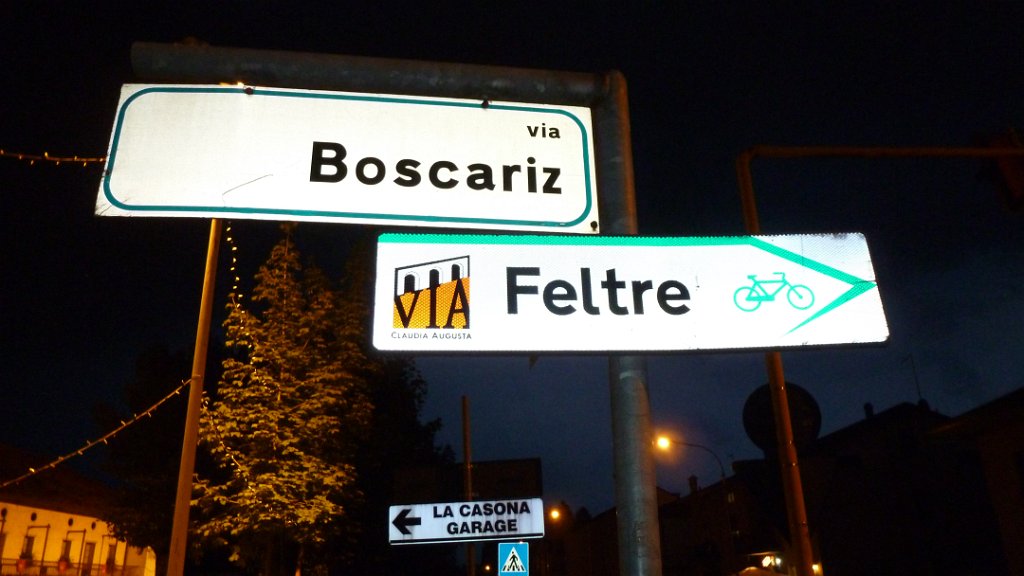 via
Boscariz
VIA
CLAUDIA AUGUSTA
Feltre
LA CASONA
GARAGE